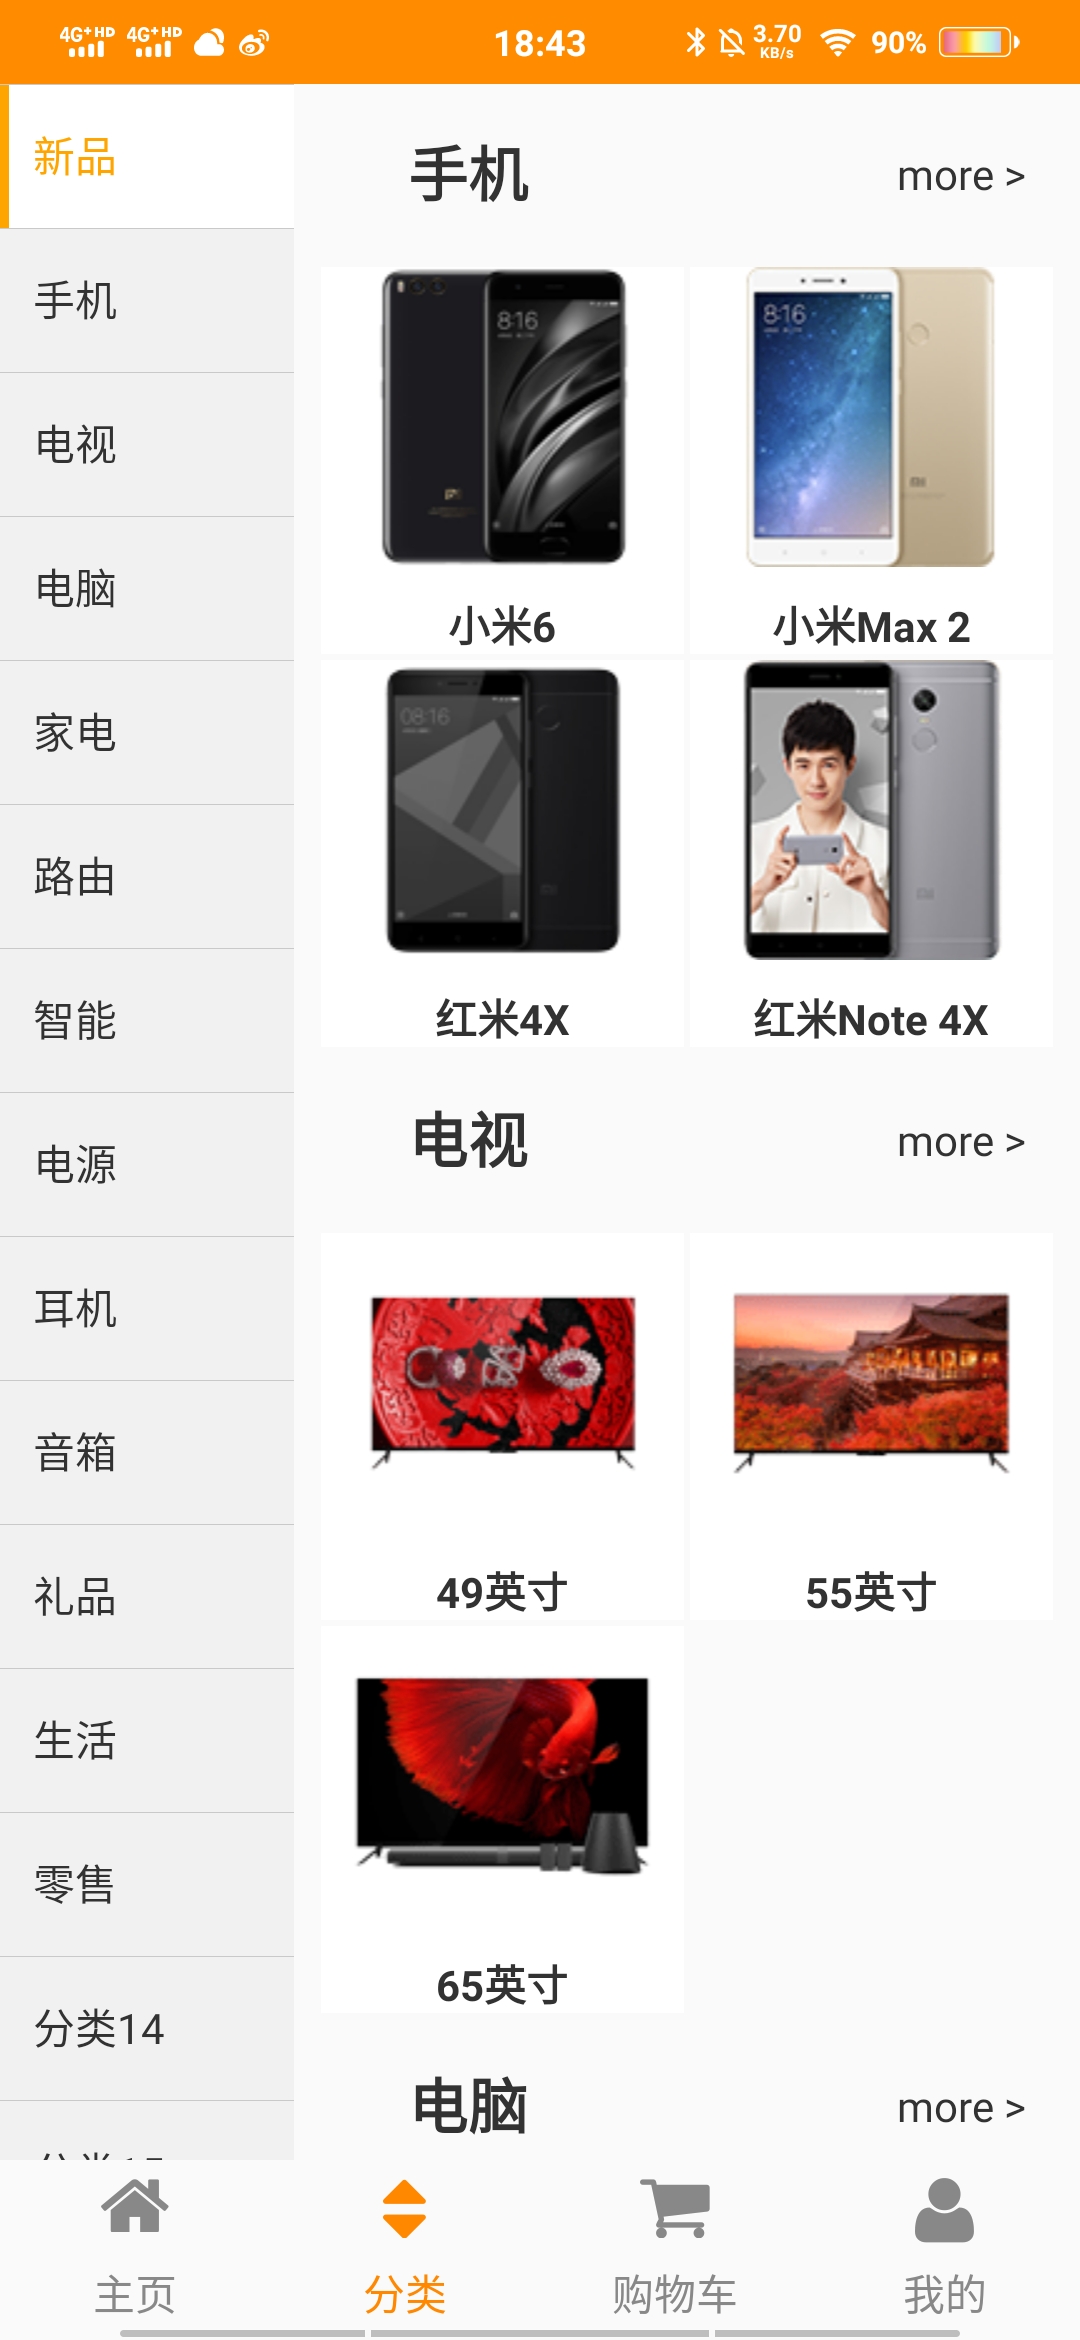 4G+ HD 4G+ HD 18:43 3.70 KB/s 90%
新品
手机
电视
电脑
家电
路由
智能
电源
耳机
音箱
礼品
生活
零售
分类14
手机 more >
8:16
8:16
小米6 小米Max 2
08:16
红米4X 红米Note 4X
电视 more >
49英寸 55英寸
65英寸
电脑 more >
主页 分类 购物车 我的